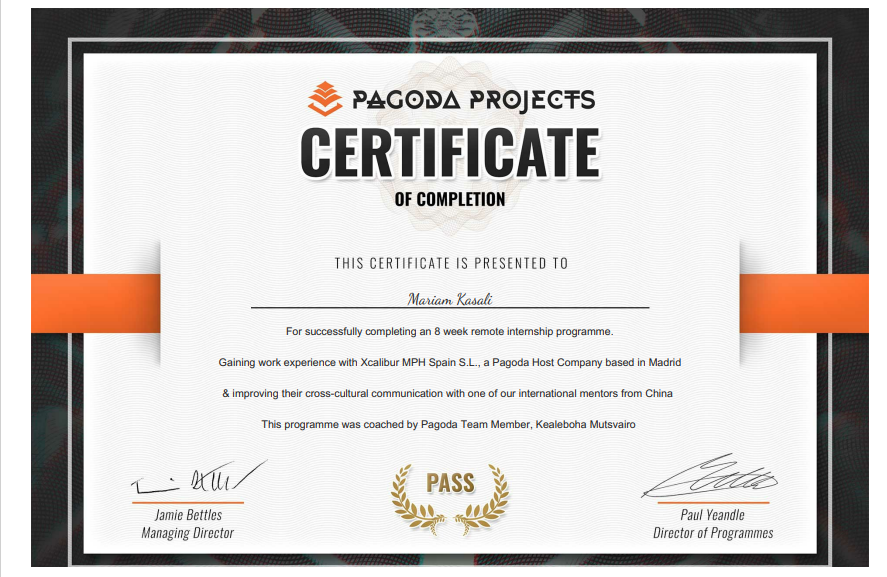 PAGODA PROJECTS
CERTIFICATE
OF COMPLETION
THIS CERTIFICATE IS PRESENTED TO
Mariam Kasali
For successfully completing an 8 week remote internship programme.
Gaining work experience with Xcalibur MPH Spain S.L., a Pagoda Host Company based in Madrid
& improving their cross-cultural communication with one of our international mentors from China
This programme was coached by Pagoda Team Member, Kealeboha Mutsvairo
PASS
Jamie Bettles
Managing Director
Paul Yeandle
Director of Programmes